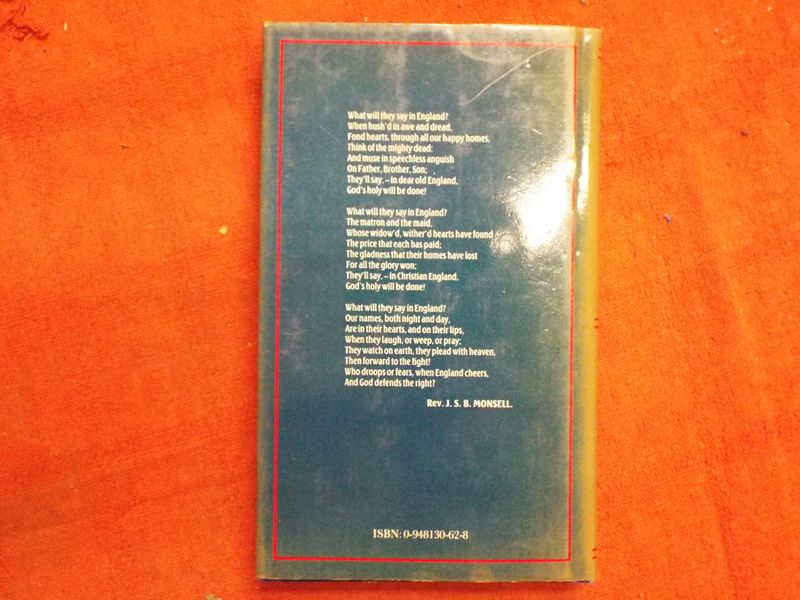 What will they say in England?
When hush'd in awe and dread,
Fond hearts, through all our happy homes,
Think of the mighty dead:
And muse in speechless anguish
On Father, Brother, Son;
They'll say, – in dear old England,
God's holy will be done!
What will they say in England?
The matron and the maid,
Whose widow'd, wither'd hearts have found
The price that each has paid;
The gladness that their homes have lost
For all the glory won;
They'll say, – in Christian England,
God's holy will be done!
What will they say in England?
Our names, both night and day,
Are in their hearts, and on their lips,
When they laugh, or weep, or pray;
They watch on earth, they plead with heaven,
Then forward to the fight!
Who droops or fears, when England cheers,
And God defends the right?
Rev. J. S. B. MONSELL.
ISBN: 0-948130-62-8